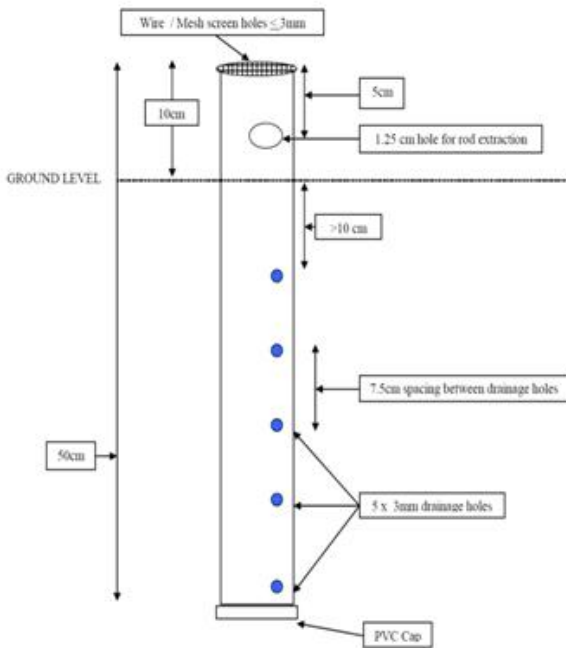 Wire / Mesh screen holes ≤ 3mm
5cm
10cm
1.25 cm hole for rod extraction
GROUND LEVEL
>10 cm
7.5cm spacing between drainage holes
50cm
5 x 3mm drainage holes
PVC Cap